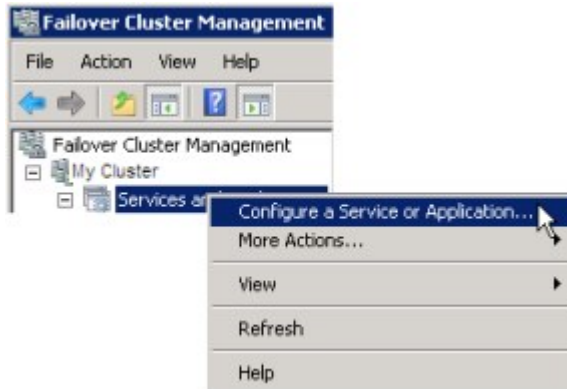 Failover Cluster Management
File Action View Help
Failover Cluster Management
My Cluster
Services
Configure a Service or Application...
More Actions...
View
Refresh
Help